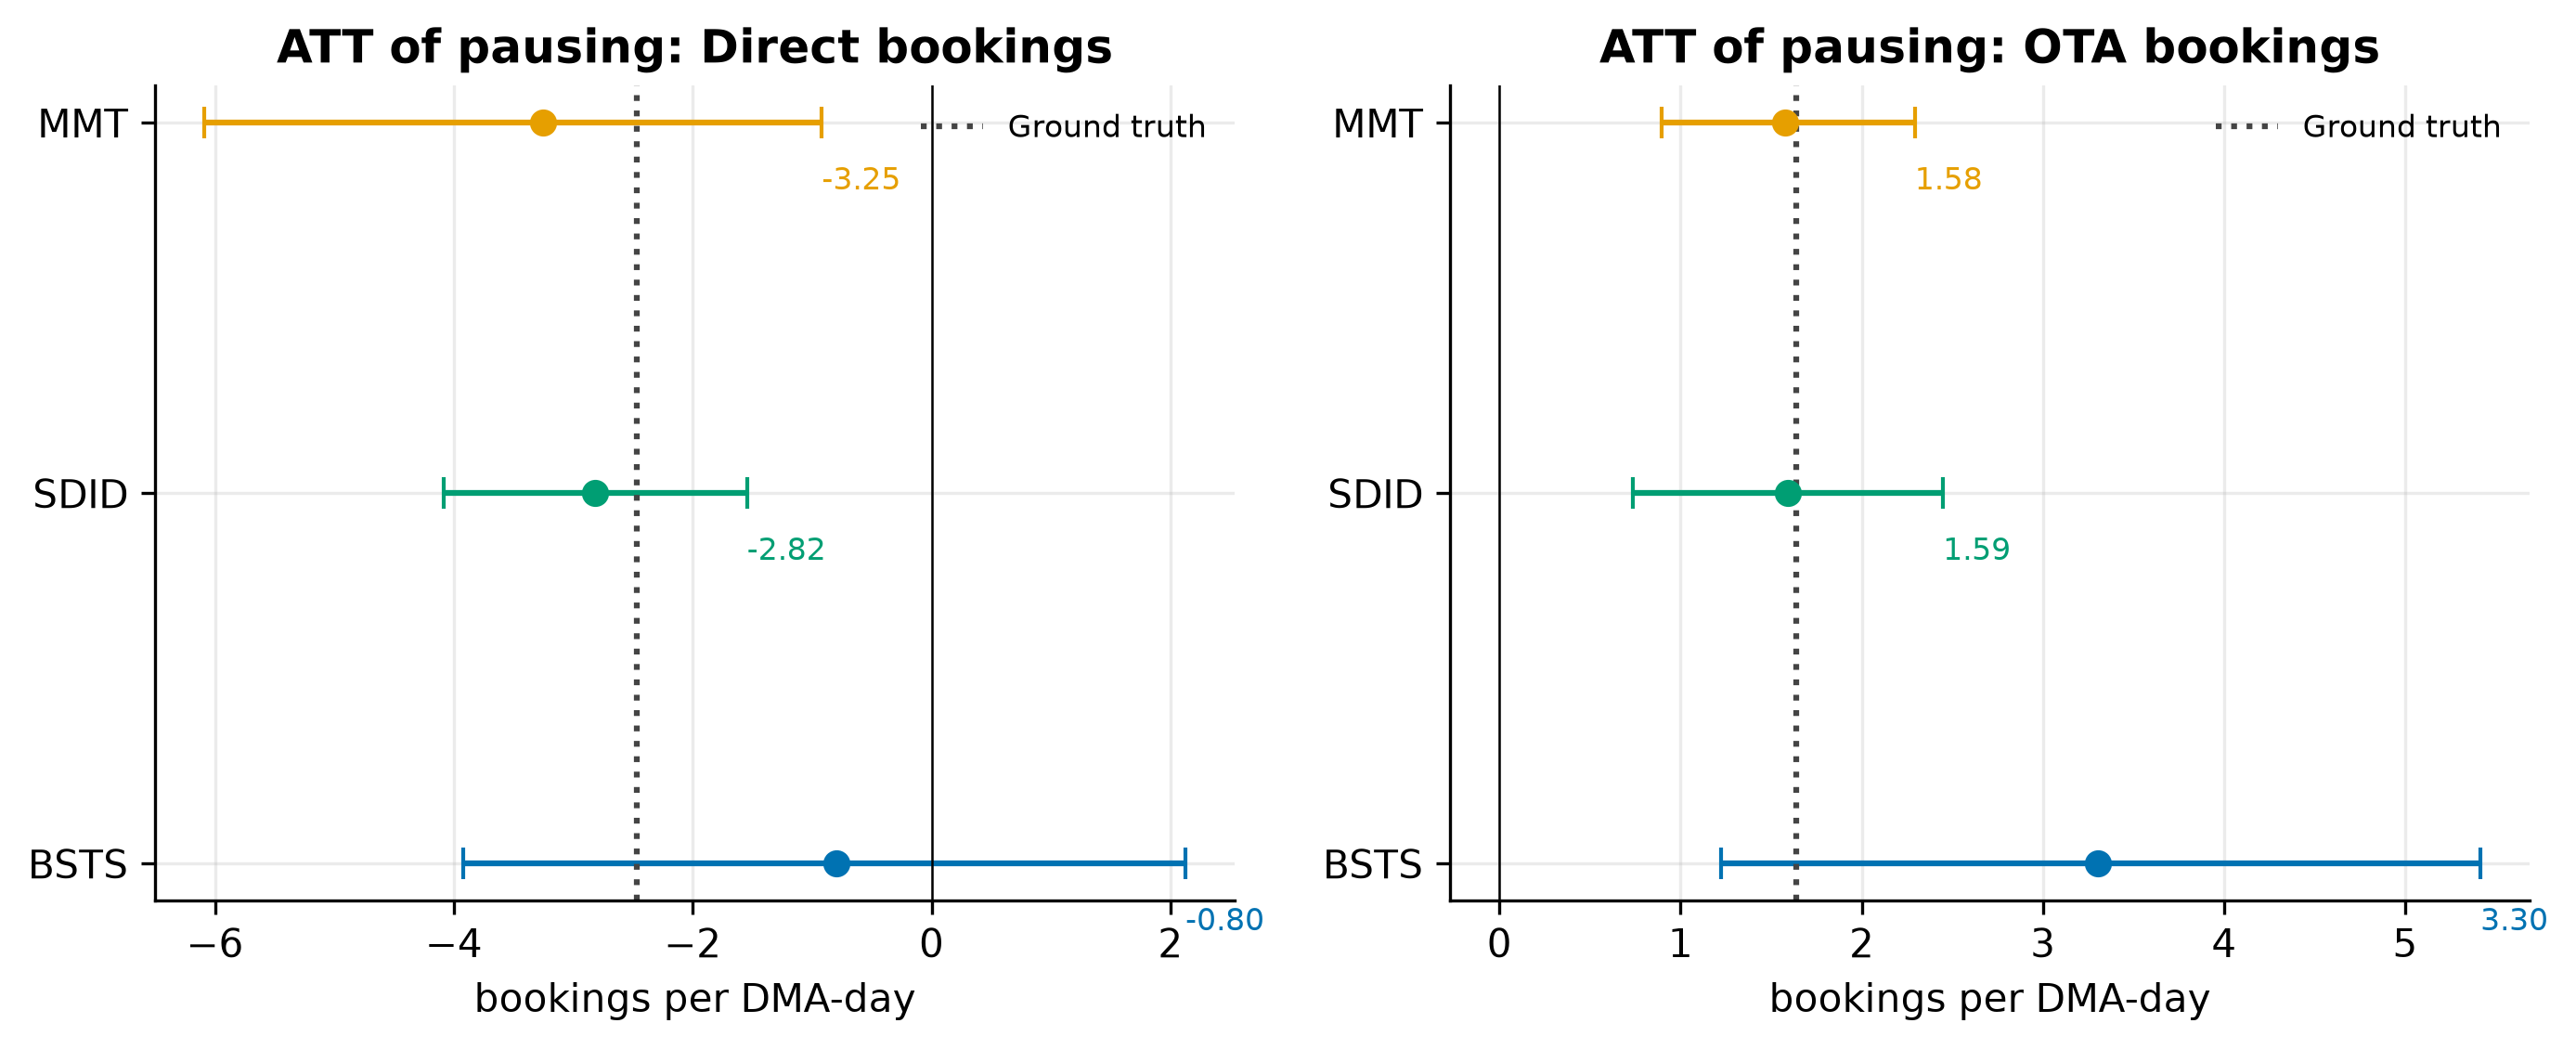 ATT of pausing: Direct bookings
MMT
Ground truth
-3.25
SDID
-2.82
BSTS
-0.80
−6 −4 −2 0 2
bookings per DMA-day
ATT of pausing: OTA bookings
MMT
Ground truth
1.58
SDID
1.59
BSTS
3.30
0 1 2 3 4 5
bookings per DMA-day